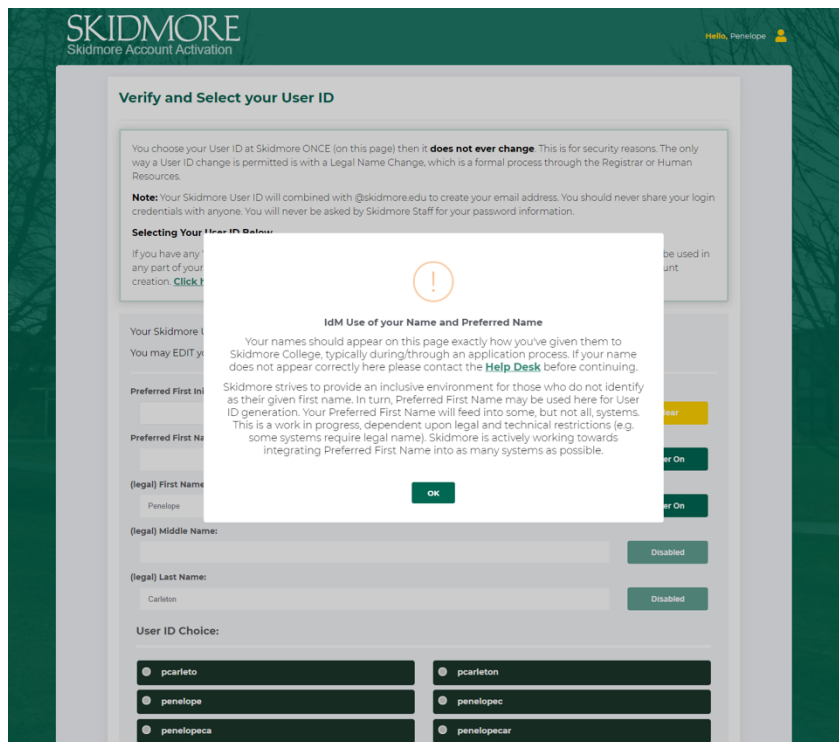 SKIDMORE
Skidmore Account Activation
Hello, Penelope
Verify and Select your User ID
You choose your User ID at Skidmore ONCE (on this page) then it does not ever change. This is for security reasons. The only
way a User ID change is permitted is with a Legal Name Change, which is a formal process through the Registrar or Human
Resources.
Note: Your Skidmore User ID will combined with @skidmore.edu to create your email address. You should never share your login
credentials with anyone. You will never be asked by Skidmore Staff for your password information.
Selecting Your User ID Below
If you have any be used in
any part of your unt
creation. Click h
IdM Use of your Name and Preferred Name
Your names should appear on this page exactly how you've given them to
Skidmore College, typically during/through an application process. If your name
does not appear correctly here please contact the Help Desk before continuing.
Skidmore strives to provide an inclusive environment for those who do not identify
as their given first name. In turn, Preferred First Name may be used here for User
ID generation. Your Preferred First Name will feed into some, but not all, systems.
This is a work in progress, dependent upon legal and technical restrictions (e.g.
some systems require legal name). Skidmore is actively working towards
integrating Preferred First Name into as many systems as possible.
OK
Your Skidmore U
You may EDIT yo
Preferred First Ini
lear
Preferred First Na
er On
(legal) First Name
Penelope
er On
(legal) Middle Name:
Disabled
(legal) Last Name:
Carleton
Disabled
User ID Choice:
pcarleto
pcarleton
penelope
penelopec
penelopeca
penelopecar